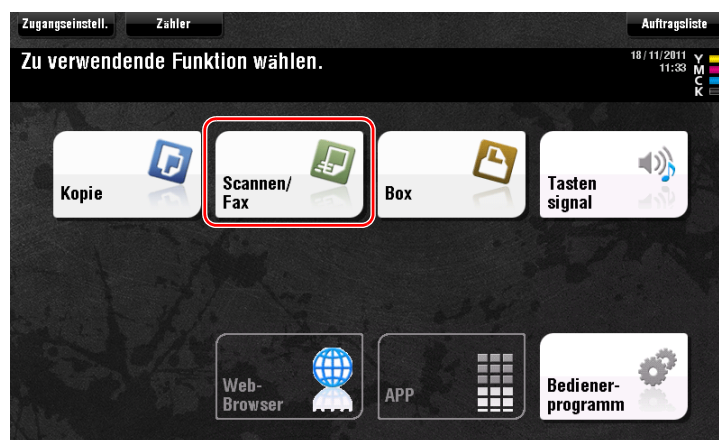 Zugangseinstell.
Zähler
Auftragsliste
Zu verwendende Funktion wählen.
18/11/2011
11:33
Y
M
C
K
Kopie
Scannen/
Fax
Box
Tasten
signal
Web-
Browser
APP
Bediener-
programm